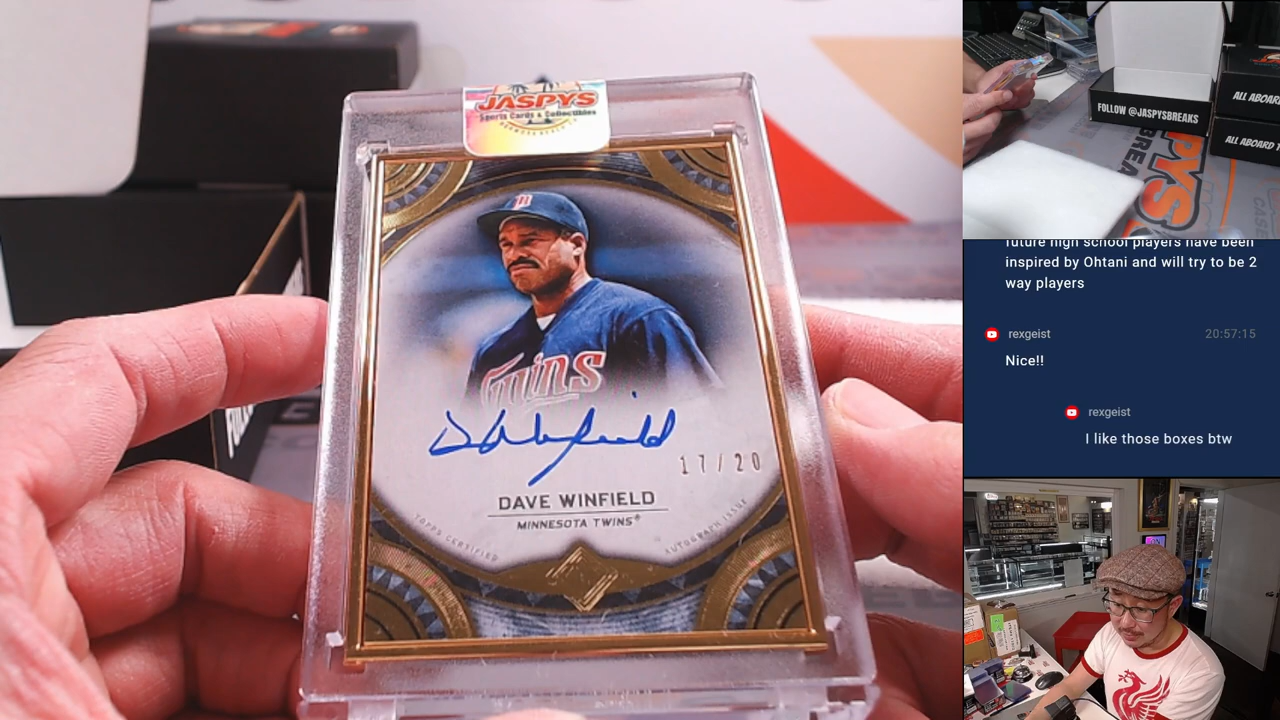 JASPYS
Sports Cards & Collectibles
Twins
17/20
DAVE WINFIELD
MINNESOTA TWINS®
TOPPS CERTIFIED
AUTOGRAPH ISSUE
FOLLOW @JASPYSBREAKS
ALL ABOARD
ALL ABOARD T
future high school players have been
inspired by Ohtani and will try to be 2
way players
rexgeist
20:57:15
Nice!!
rexgeist
I like those boxes btw